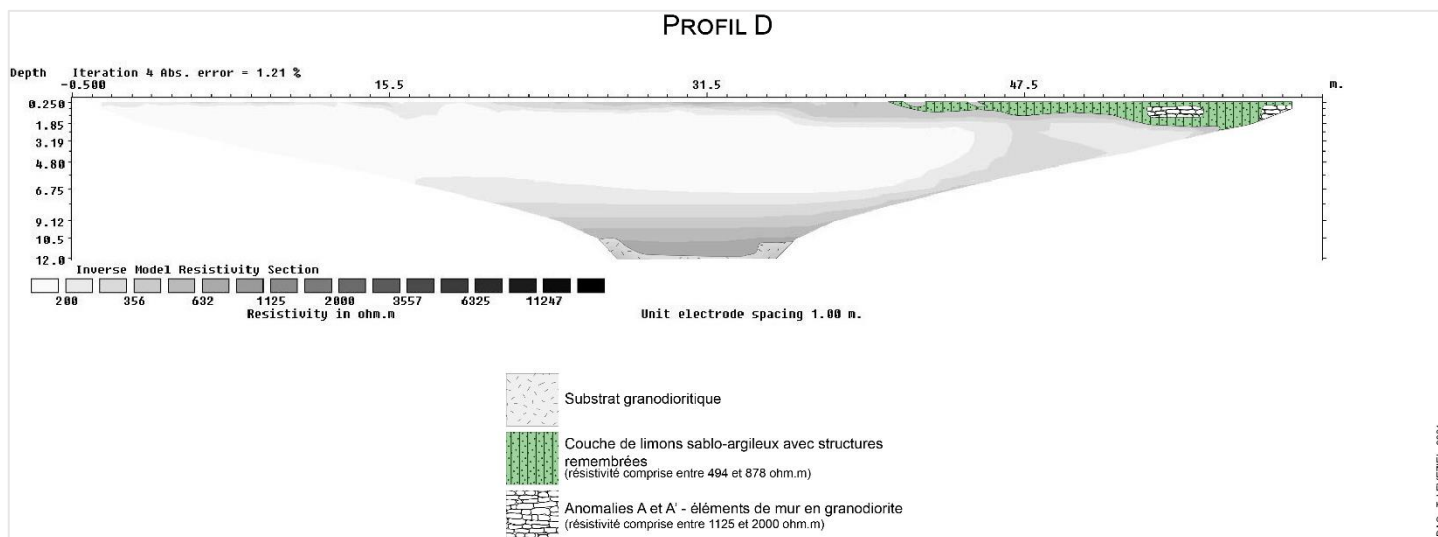 PROFIL D
Depth Iteration 4 Abs. error = 1.21 %
-0.500 15.5 31.5 47.5 m.
0.250
1.85
3.19
4.80
6.75
9.12
10.5
12.0
Inverse Model Resistivity Section
200 356 632 1125 2000 3557 6325 11247
Resistivity in ohm.m Unit electrode spacing 1.00 m.
Substrat granodioritique
Couche de limons sablo-argileux avec structures
remembrées
(résistivité comprise entre 494 et 878 ohm.m)
Anomalies A et A' - éléments de mur en granodiorite
(résistivité comprise entre 1125 et 2000 ohm.m)